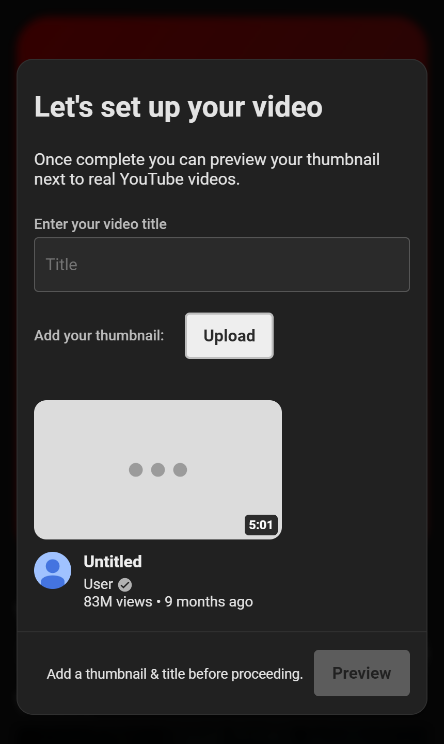 Let's set up your video
Once complete you can preview your thumbnail
next to real YouTube videos.
Enter your video title
Title
Add your thumbnail:
Upload
5:01
Untitled
User
83M views • 9 months ago
Add a thumbnail & title before proceeding.
Preview